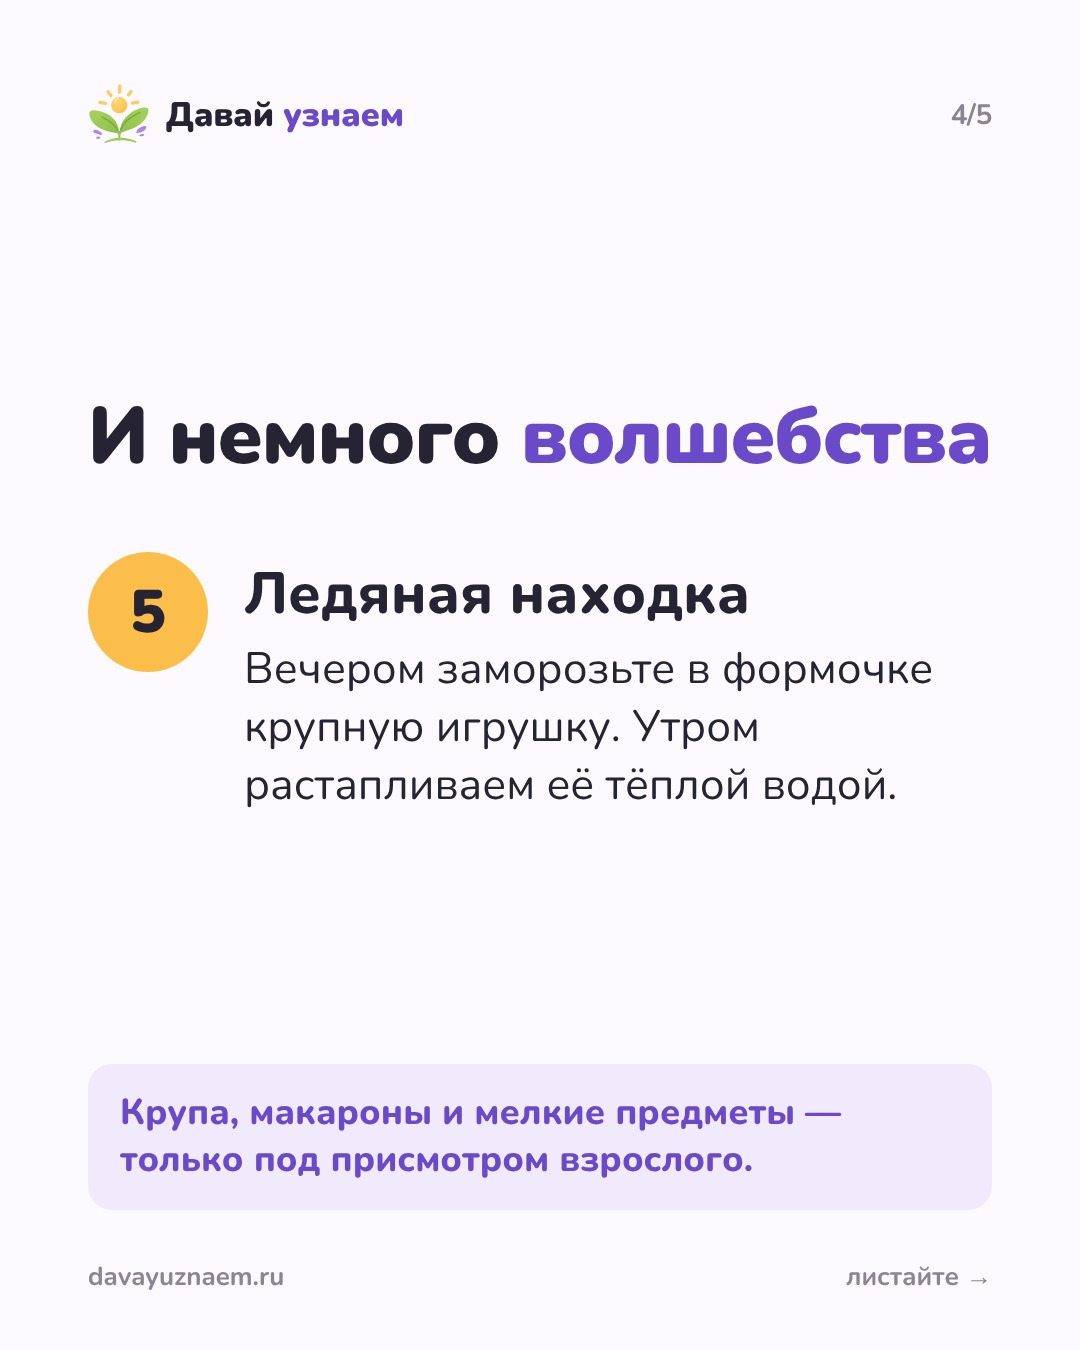 Давай узнаем
4/5
И немного волшебства
5
Ледяная находка
Вечером заморозьте в формочке
крупную игрушку. Утром
растапливаем её тёплой водой.
Крупа, макароны и мелкие предметы —
только под присмотром взрослого.
davayuznaem.ru
листайте →